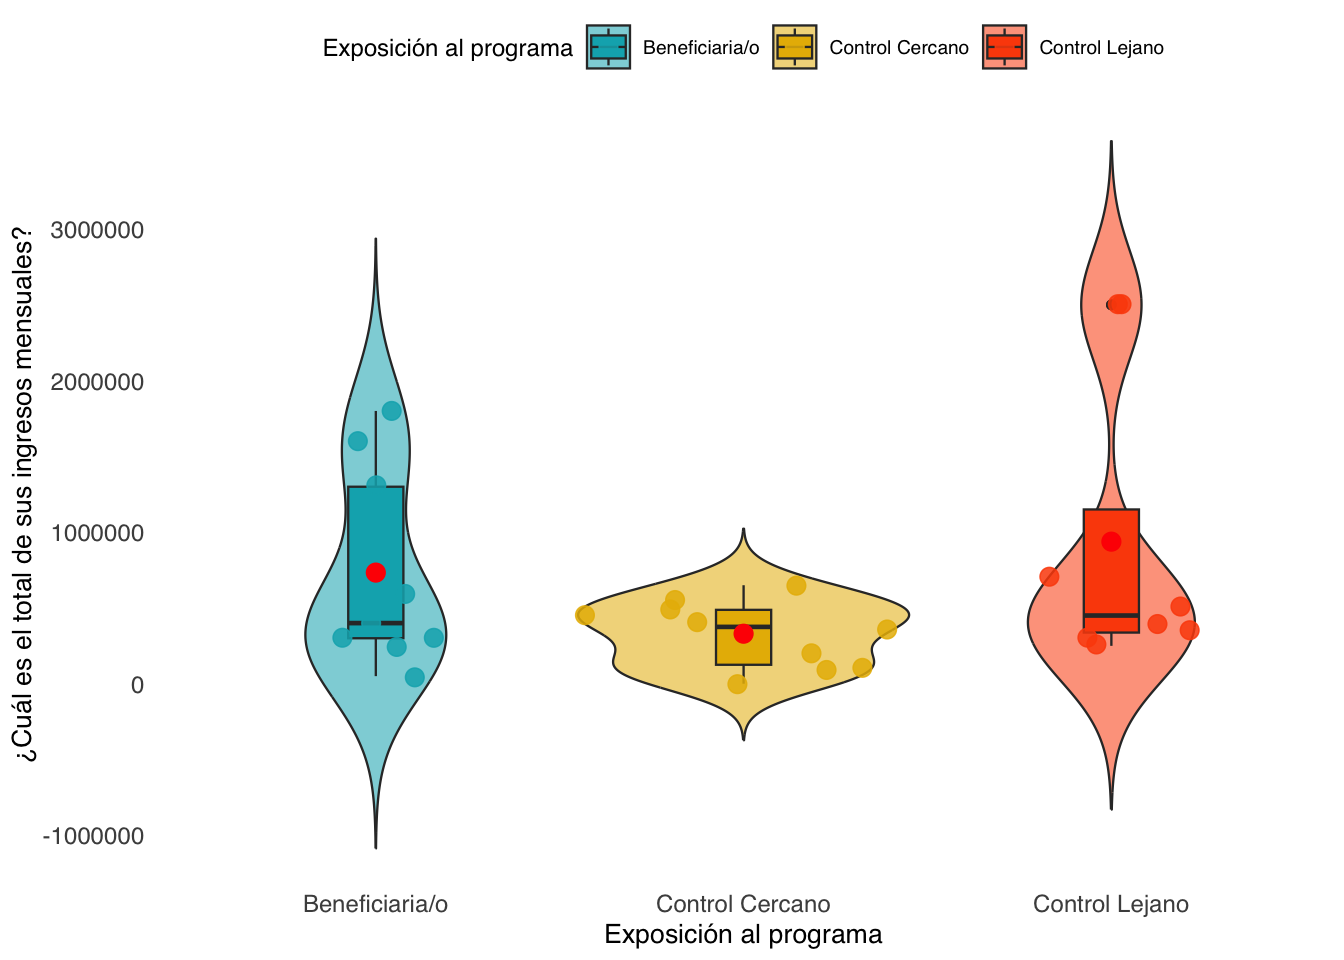 Exposición al programa Beneficiaria/o Control Cercano Control Lejano
¿Cuál es el total de sus ingresos mensuales?
3000000
2000000
1000000
0
-1000000
Beneficiaria/o Control Cercano Control Lejano
Exposición al programa